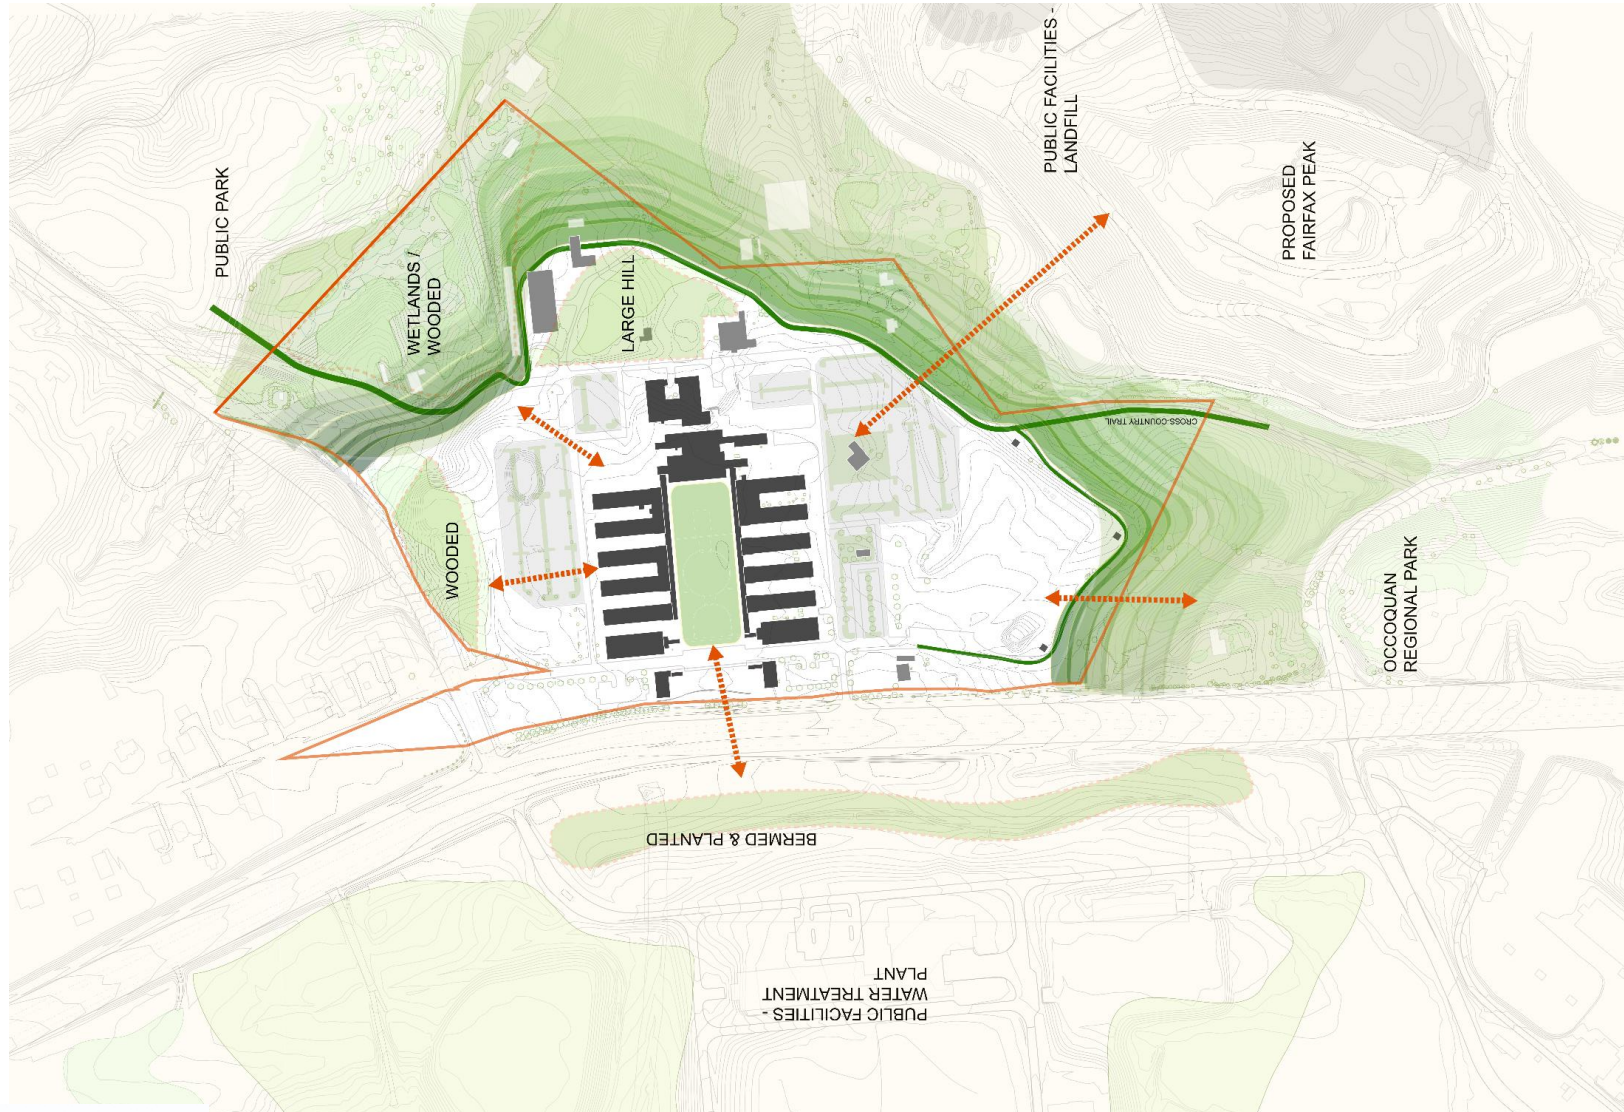 PUBLIC PARK
WETLANDS /
WOODED
LARGE HILL
WOODED
PUBLIC FACILITIES -
LANDFILL
PROPOSED
FAIRFAX PEAK
CROSS-COUNTRY TRAIL
OCCOQUAN
REGIONAL PARK
BERMED & PLANTED
PUBLIC FACILITIES -
WATER TREATMENT
PLANT